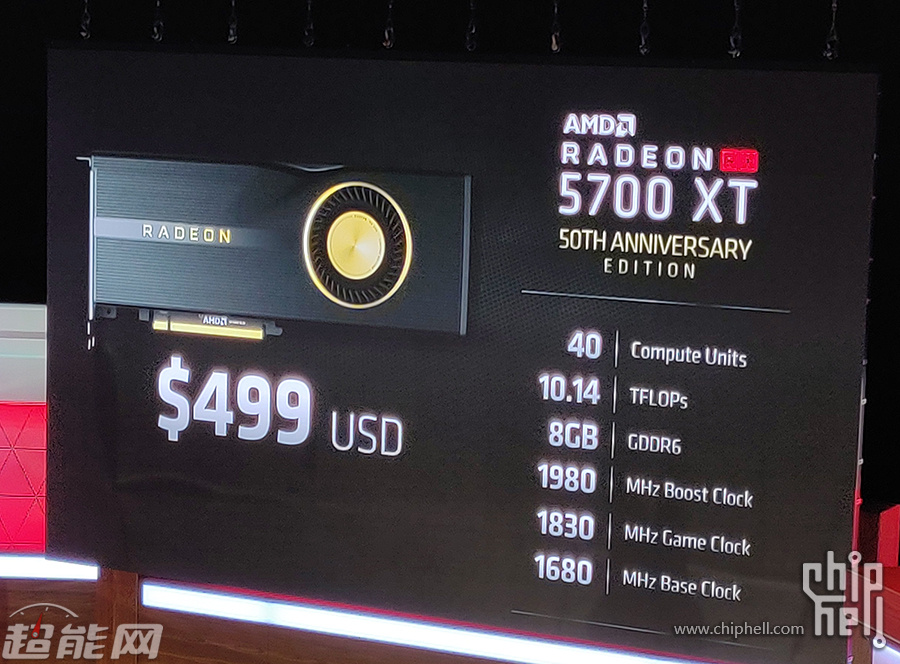 AMD
RADEON
5700 XT
50TH ANNIVERSARY
EDITION
RADEON
AMD
$499 USD
40 Compute Units
10.14 TFLOPs
8GB GDDR6
1980 MHz Boost Clock
1830 MHz Game Clock
1680 MHz Base Clock
超能网
www.chiphell.com
chip
hell